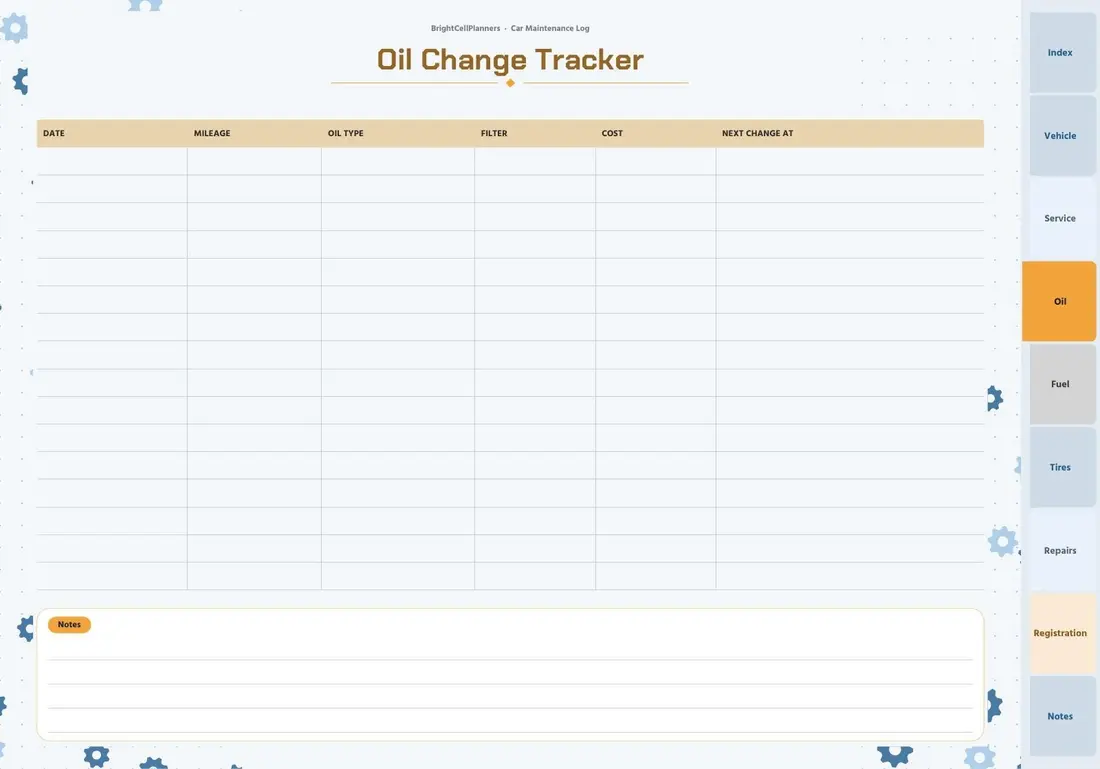 BrightCellPlanners · Car Maintenance Log
Oil Change Tracker
DATE MILEAGE OIL TYPE FILTER COST NEXT CHANGE AT
Notes
Index
Vehicle
Service
Oil
Fuel
Tires
Repairs
Registration
Notes